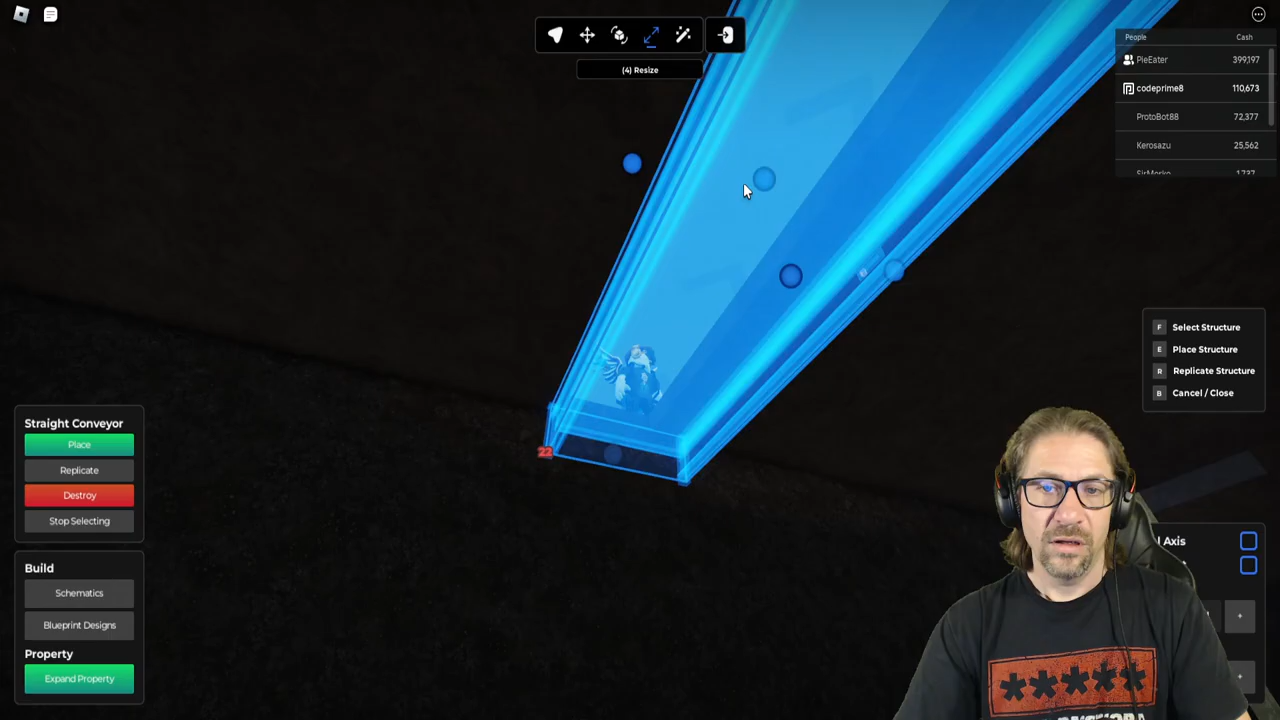 (4) Resize
People Cash
PieEater 399,197
codeprime8 110,673
ProtoBot88 72,377
Kerosazu 25,562
F Select Structure
E Place Structure
R Replicate Structure
B Cancel / Close
22
Straight Conveyor
Place
Replicate
Destroy
Stop Selecting
Build
Schematics
Blueprint Designs
Property
Expand Property
Axis
+
+
*****